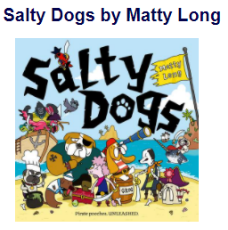 Salty Dogs by Matty Long
Salty
Matty
Long
Dogs
Pirate pooches, UNLEASHED!